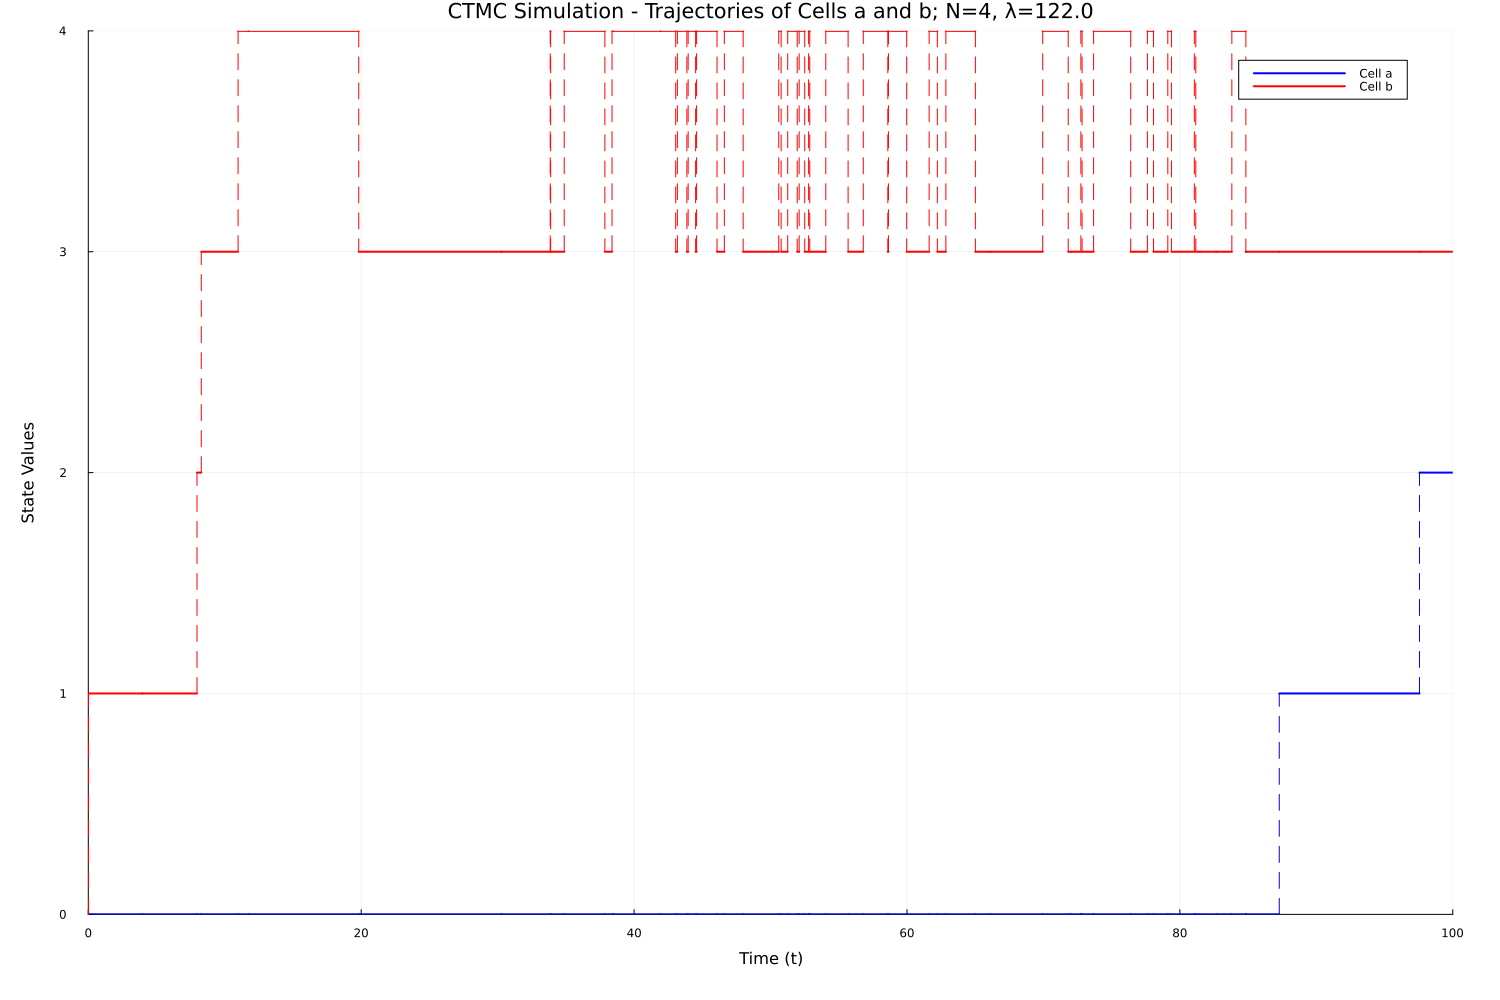 CTMC Simulation - Trajectories of Cells a and b; N=4, λ=122.0
4
Cell a
Cell b
3
State Values
2
1
0
0 20 40 60 80 100
Time (t)